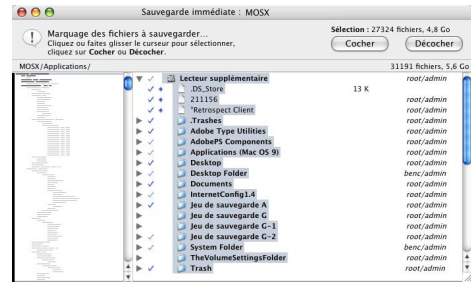 Sauvegarde immédiate : MOSX
Marquage des fichiers à sauvegarder...
Cliquez ou faites glisser le curseur pour sélectionner,
cliquez sur Cocher ou Décocher.
Sélection : 27324 fichiers, 4,8 Go
Cocher Décocher
MOSX/Applications/ 31191 fichiers, 5,6 Go
Lecteur supplémentaire root/admin
.DS_Store 13 K root/admin
211156 root/admin
"Retrospect Client root/admin
.Trashes root/admin
Adobe Type Utilities root/admin
AdobePS Components root/admin
Applications (Mac OS 9) root/admin
Desktop root/admin
Desktop Folder benc/admin
Documents root/admin
InternetConfig1.4 root/admin
Jeu de sauvegarde A root/admin
Jeu de sauvegarde G root/admin
Jeu de sauvegarde G-1 root/admin
Jeu de sauvegarde G-2 root/admin
System Folder benc/admin
TheVolumeSettingsFolder root/admin
Trash root/admin